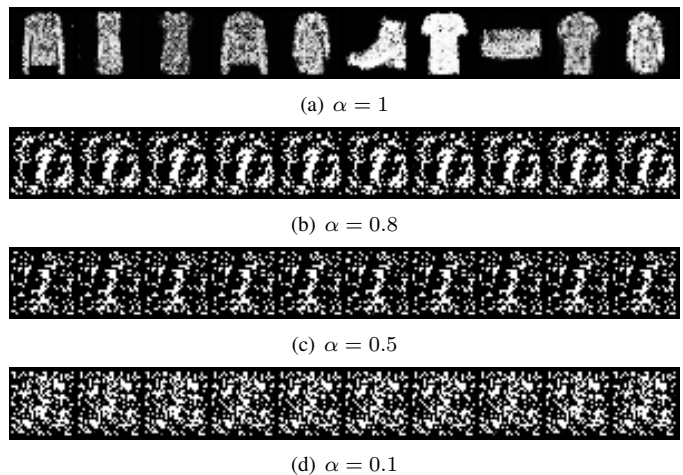 (a) α = 1
(b) α = 0.8
(c) α = 0.5
(d) α = 0.1